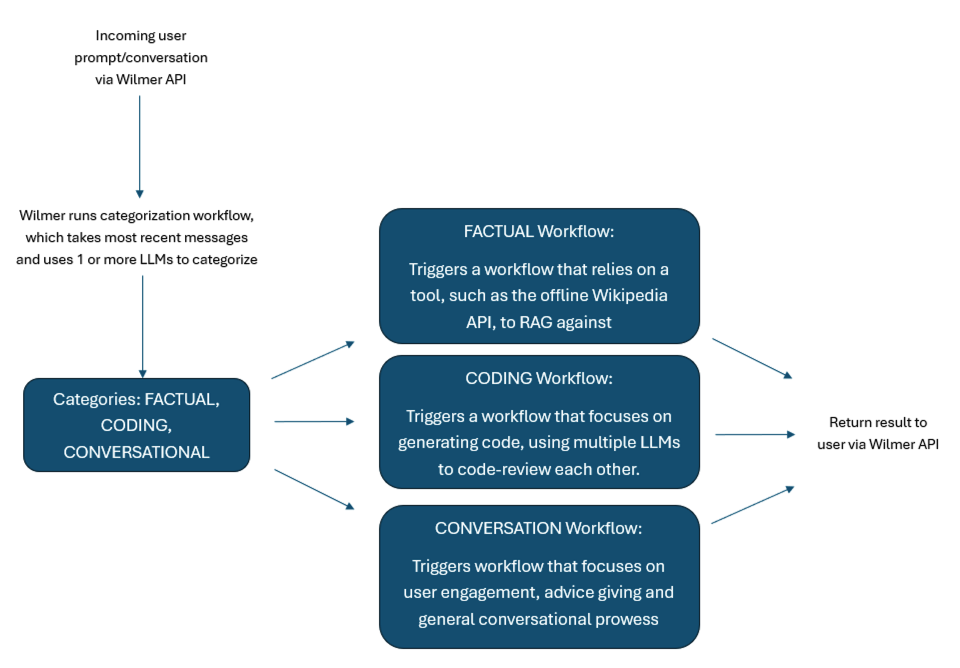 Incoming user
prompt/conversation
via Wilmer API
Wilmer runs categorization workflow,
which takes most recent messages
and uses 1 or more LLMs to categorize
Categories: FACTUAL,
CODING,
CONVERSATIONAL
FACTUAL Workflow:
Triggers a workflow that relies on a
tool, such as the offline Wikipedia
API, to RAG against
CODING Workflow:
Triggers a workflow that focuses on
generating code, using multiple LLMs
to code-review each other.
CONVERSATION Workflow:
Triggers workflow that focuses on
user engagement, advice giving and
general conversational prowess
Return result to
user via Wilmer API